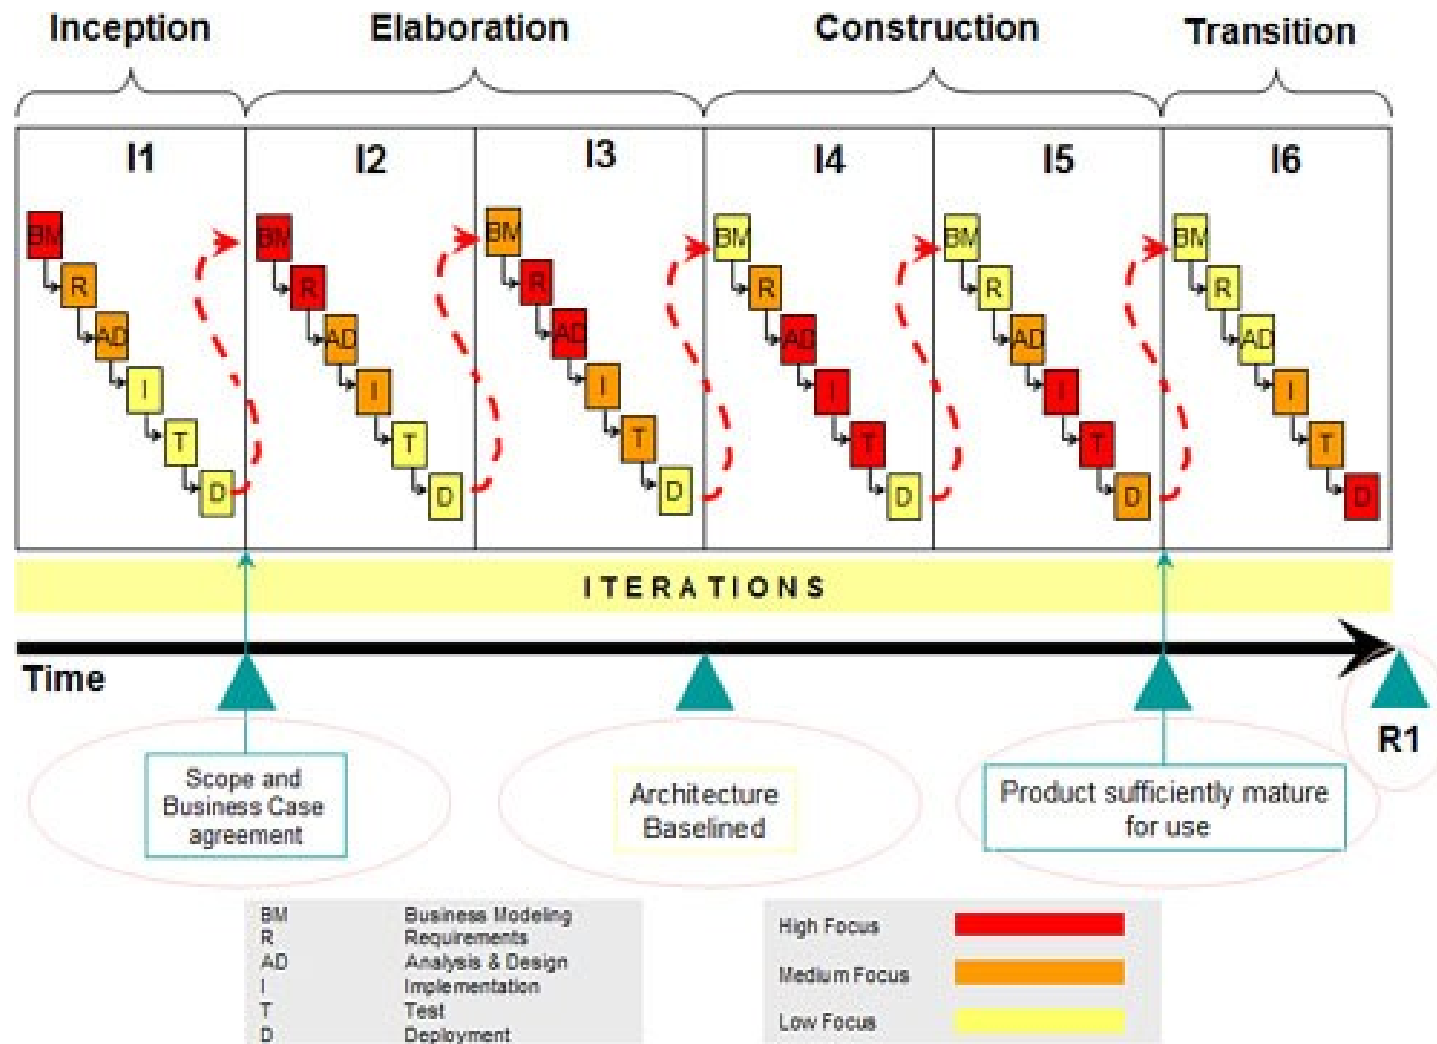 Inception Elaboration Construction Transition
I1 I2 I3 I4 I5 I6
BM BM BM BM BM BM
R R R R R R
AD AD AD AD AD AD
I I I I I I
T T T T T T
D D D D D D
ITERATIONS
Time
R1
Scope and
Business Case
agreement
Architecture
Baselined
Product sufficiently mature
for use
BM Business Modeling
R Requirements
AD Analysis & Design
I Implementation
T Test
D Deployment
High Focus
Medium Focus
Low Focus